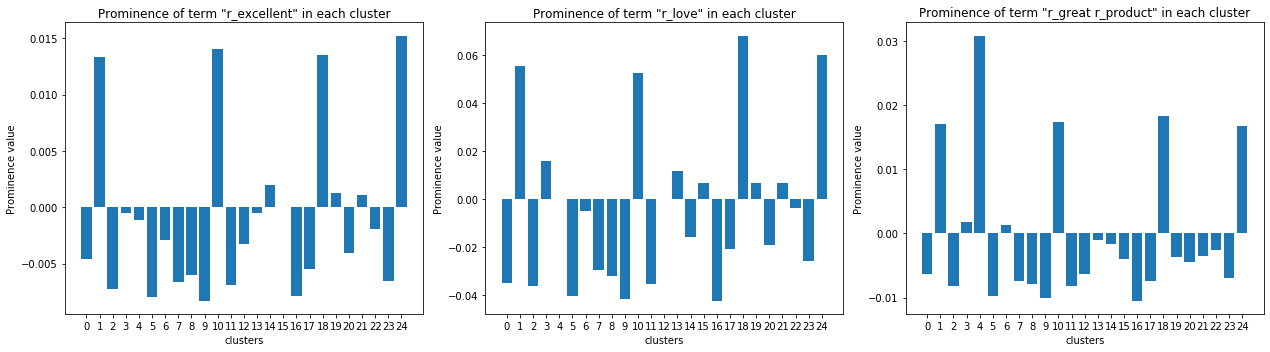 Prominence of term "r_excellent" in each cluster
Prominence value
0.015
0.010
0.005
0.000
−0.005
0 1 2 3 4 5 6 7 8 9 10 11 12 13 14 15 16 17 18 19 20 21 22 23 24
clusters
Prominence of term "r_love" in each cluster
Prominence value
0.06
0.04
0.02
0.00
−0.02
−0.04
0 1 2 3 4 5 6 7 8 9 10 11 12 13 14 15 16 17 18 19 20 21 22 23 24
clusters
Prominence of term "r_great r_product" in each cluster
Prominence value
0.03
0.02
0.01
0.00
−0.01
0 1 2 3 4 5 6 7 8 9 10 11 12 13 14 15 16 17 18 19 20 21 22 23 24
clusters